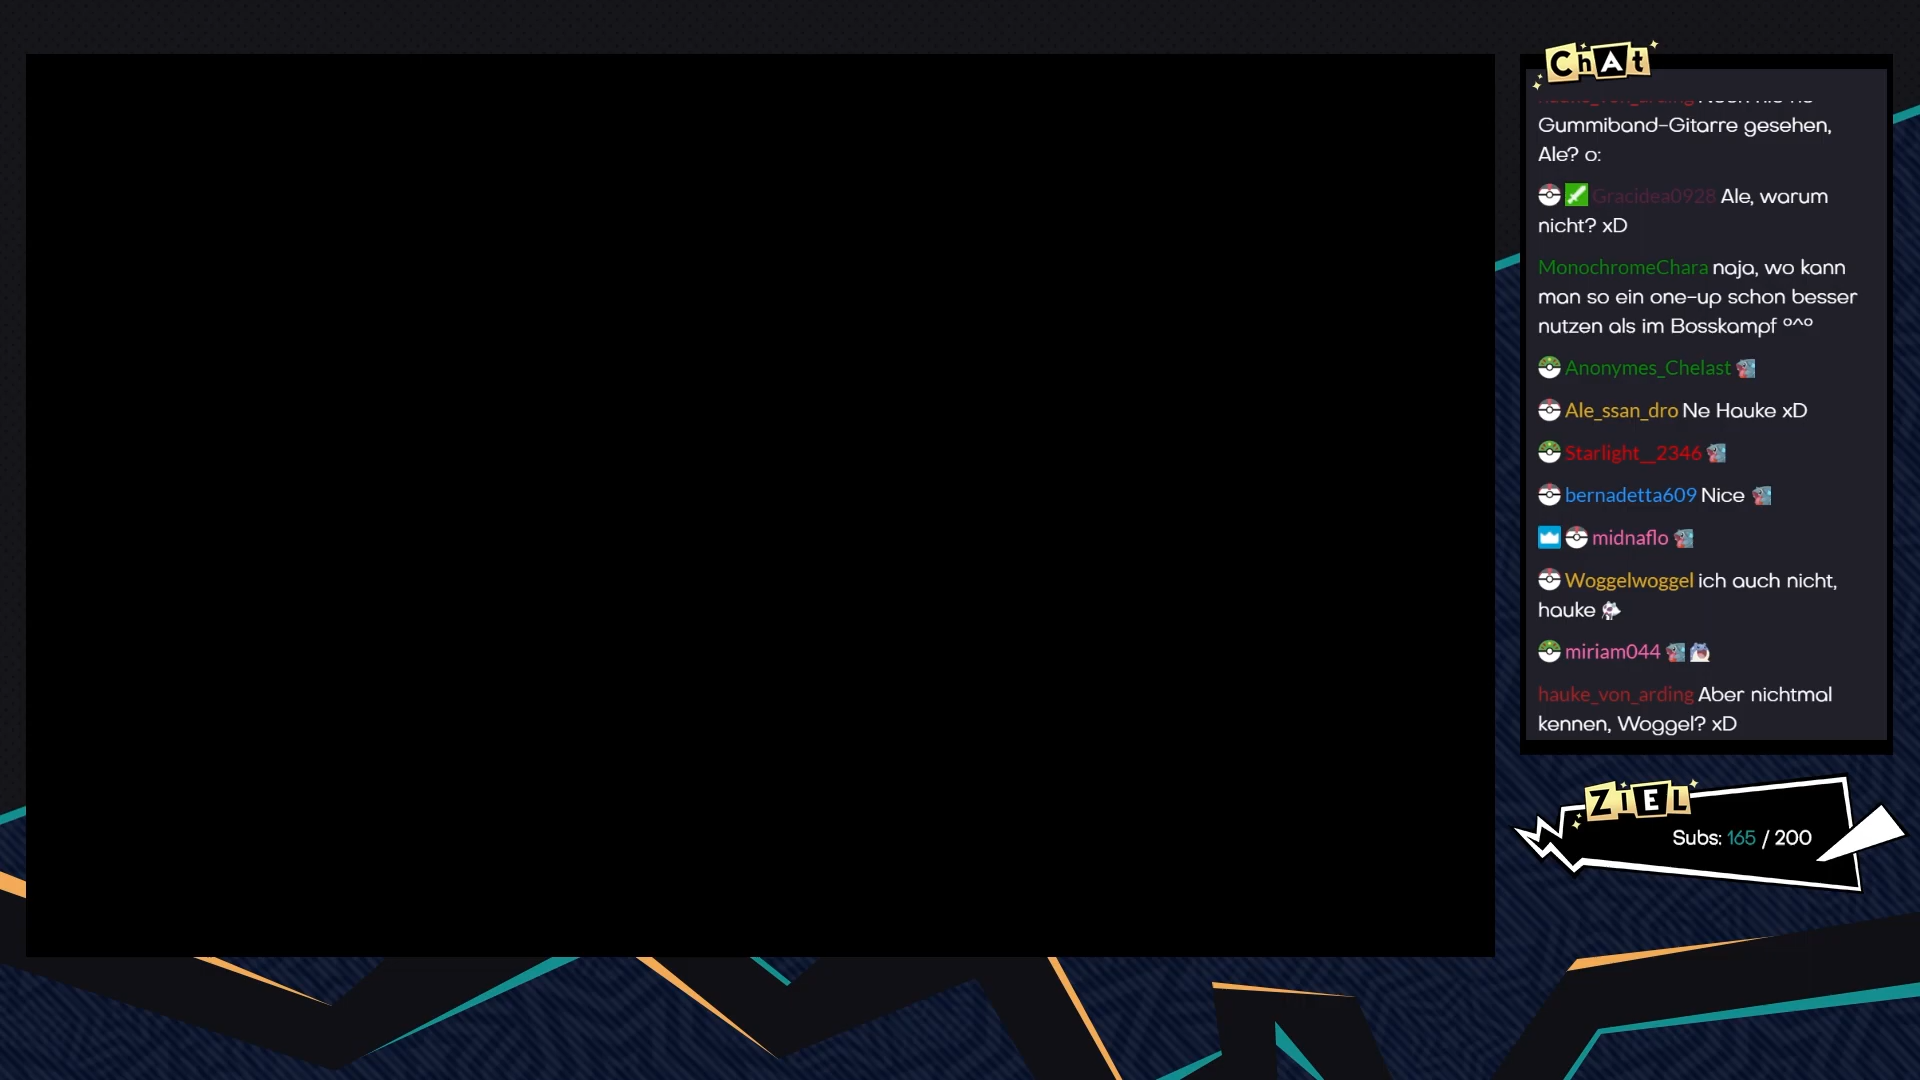 ChAt
Gummiband-Gitarre gesehen,
Ale? o:
Gracidea0928 Ale, warum
nicht? xD
MonochromeChara naja, wo kann
man so ein one-up schon besser
nutzen als im Bosskampf º^º
Anonymes_Chelast
Ale_ssan_dro Ne Hauke xD
Starlight__2346
bernadetta609 Nice
midnaflo
Woggelwoggel ich auch nicht,
hauke
miriam044
hauke_von_arding Aber nichtmal
kennen, Woggel? xD
ZIEL
Subs: 165 / 200